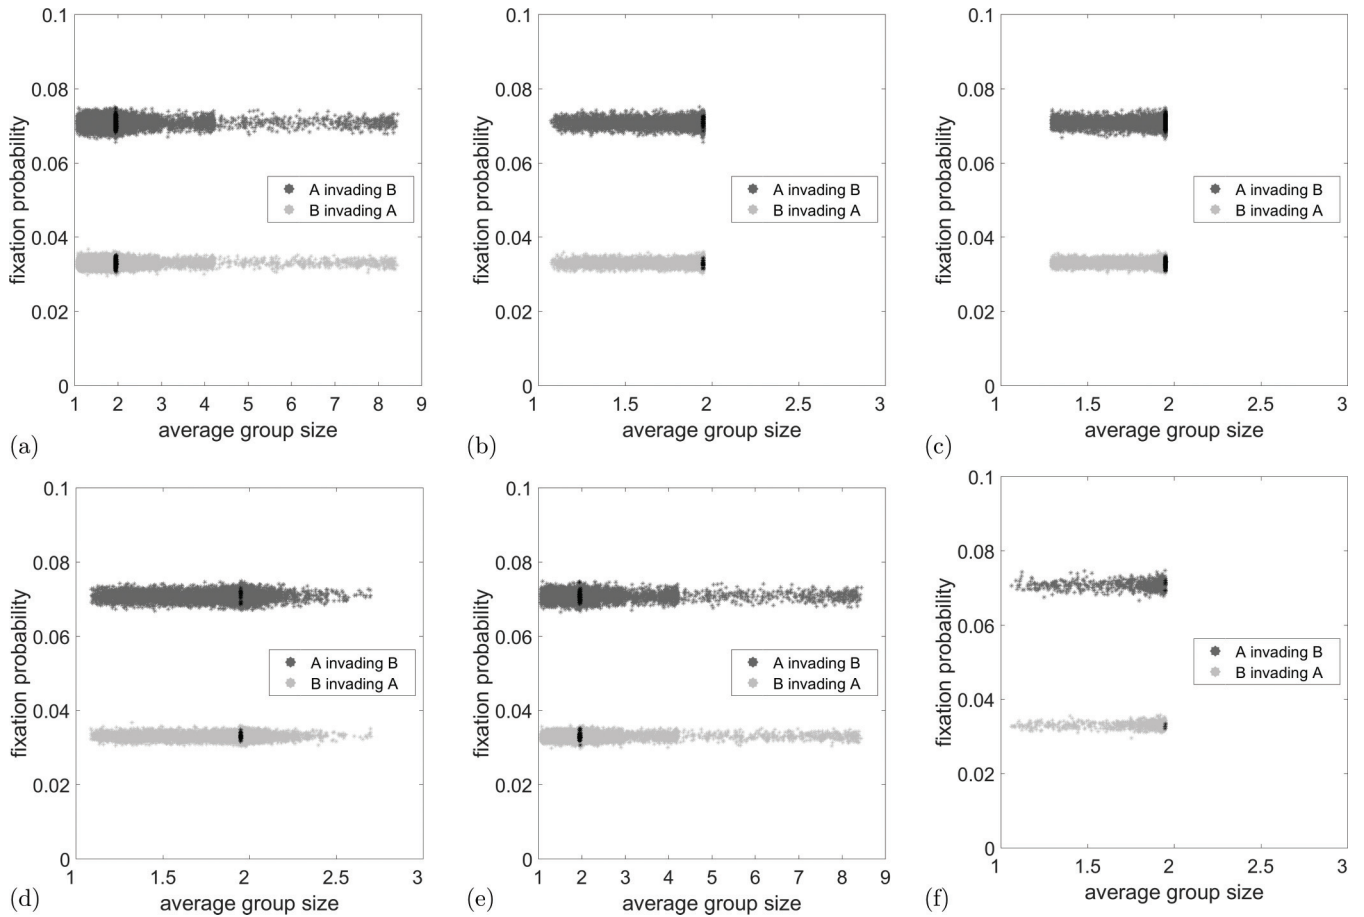 0.1
0.08
0.06
0.04
0.02
0
fixation probability
A invading B
B invading A
1 2 3 4 5 6 7 8 9
average group size
(a)
0.1
0.08
0.06
0.04
0.02
0
fixation probability
A invading B
B invading A
1 1.5 2 2.5 3
average group size
(b)
0.1
0.08
0.06
0.04
0.02
0
fixation probability
A invading B
B invading A
1 1.5 2 2.5 3
average group size
(c)
0.1
0.08
0.06
0.04
0.02
0
fixation probability
A invading B
B invading A
1 1.5 2 2.5 3
average group size
(d)
0.1
0.08
0.06
0.04
0.02
0
fixation probability
A invading B
B invading A
1 2 3 4 5 6 7 8 9
average group size
(e)
0.1
0.08
0.06
0.04
0.02
0
fixation probability
A invading B
B invading A
1 1.5 2 2.5 3
average group size
(f)